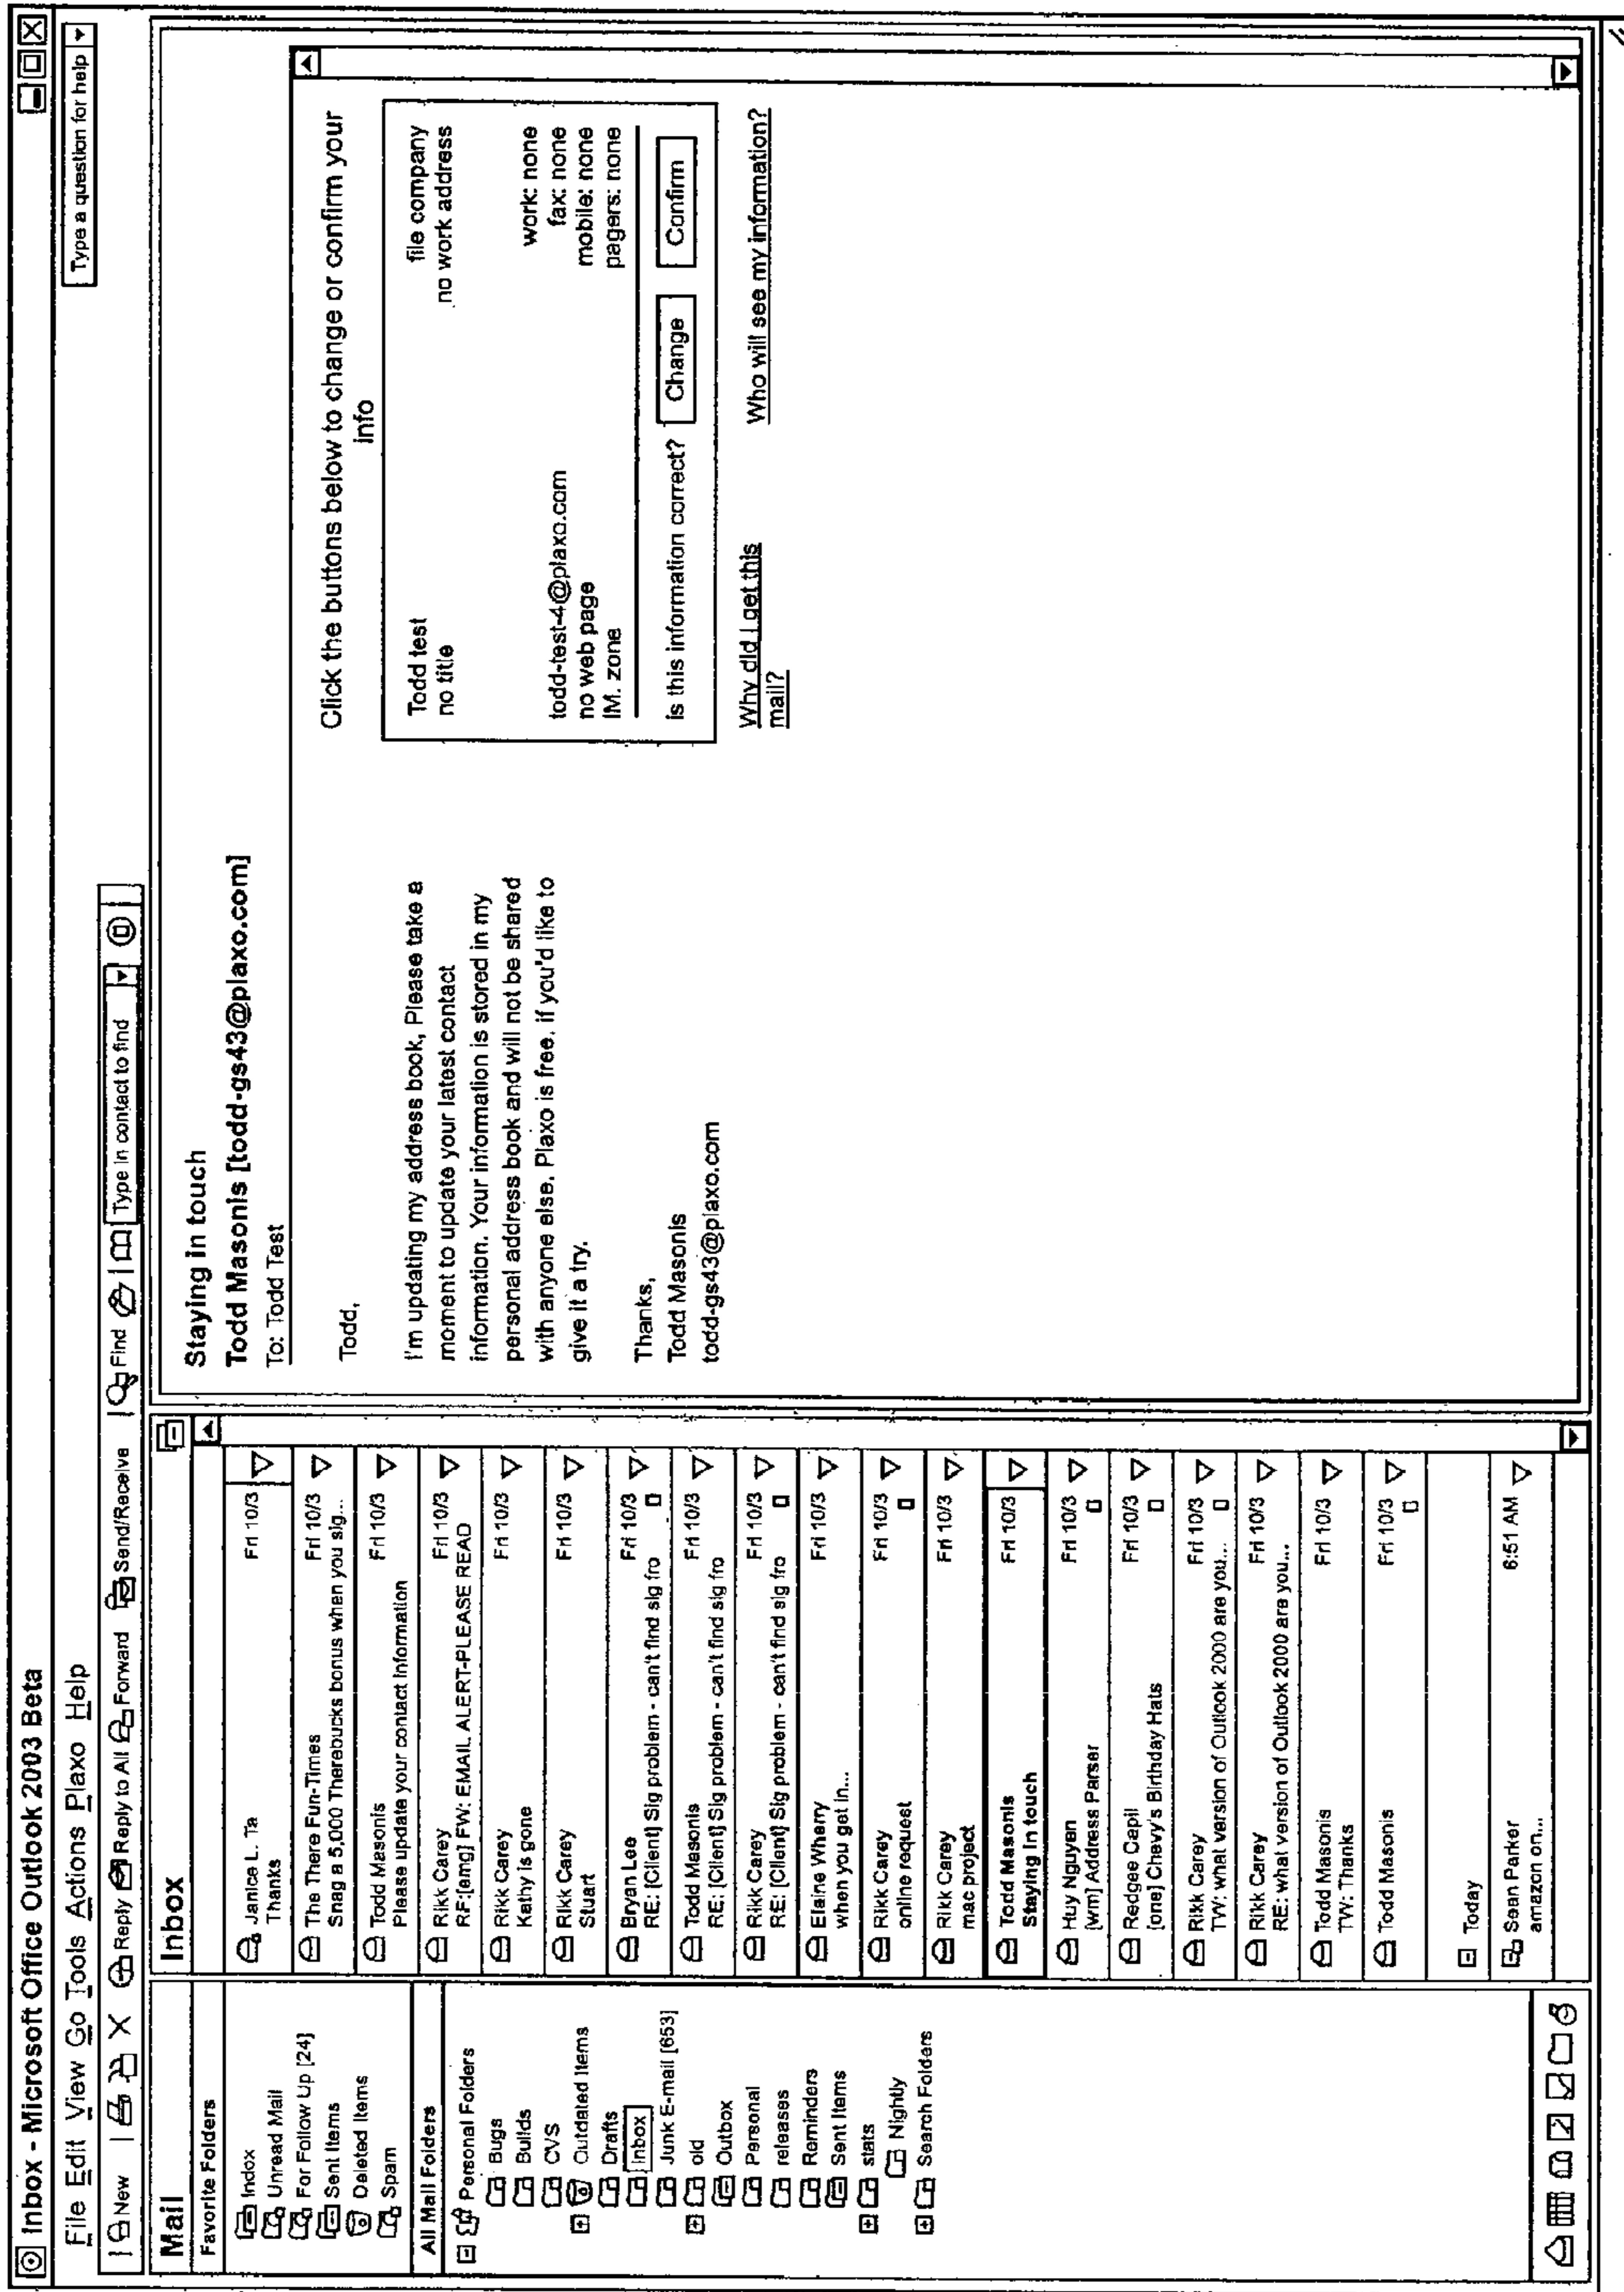 Inbox - Microsoft Office Outlook 2003 Beta
File Edit View Go Tools Actions Plaxo Help
Type a question for help
New Reply Reply to All Forward Send/Receive Find Type in contact to find
Mail
Favorite Folders
Indox
Unread Mail
For Follow Up [24]
Sent Items
Deleted Items
Spam
All Mail Folders
Personal Folders
Bugs
Builds
CVS
Outdated Items
Drafts
Inbox
Junk E-mail [653]
old
Outbox
Personal
releases
Reminders
Sent Items
stats
Nightly
Search Folders
Inbox
Janice L. Ta Fri 10/3
Thanks
The There Fun-Times Fri 10/3
Snag a 5,000 Therebucks bonus when you sig...
Todd Masonis Fri 10/3
Please update your contact information
Rikk Carey Fri 10/3
RF:[emg] FW: EMAIL ALERT-PLEASE READ
Rikk Carey Fri 10/3
Kathy is gone
Rikk Carey Fri 10/3
Stuart
Bryan Lee Fri 10/3
RE: [Client] Sig problem - can't find sig fro
Todd Masonis Fri 10/3
RE: [Client] Sig problem - can't find sig fro
Rikk Carey Fri 10/3
RE: [Client] Sig problem - can't find sig fro
Elaine Wherry Fri 10/3
when you get in...
Rikk Carey Fri 10/3
online request
Rikk Carey Fri 10/3
mac project
Todd Masonis Fri 10/3
Staying in touch
Huy Nguyen Fri 10/3
[wm] Address Parser
Redgee Capil Fri 10/3
[one] Chevy's Birthday Hats
Rikk Carey Fri 10/3
TW: what version of Outlook 2000 are you...
Rikk Carey Fri 10/3
RE: what version of Outlook 2000 are you...
Todd Masonis Fri 10/3
TW: Thanks
Todd Masonis Fri 10/3
Today
Sean Parker 6:51 AM
amazon on...
Staying in touch
Todd Masonis [todd-gs43@plaxo.com]
To: Todd Test
Todd,
I'm updating my address book, Please take a
moment to update your latest contact
information. Your information is stored in my
personal address book and will not be shared
with anyone else. Plaxo is free. if you'd like to
give it a try.
Thanks,
Todd Masonis
todd-gs43@plaxo.com
Click the buttons below to change or confirm your
info
Todd test file company
no title no work address
work: none
todd-test-4@plaxo.com fax: none
no web page mobile: none
IM. zone pagers: none
is this information correct? Change Confirm
Why did I get this
mail?
Who will see my information?